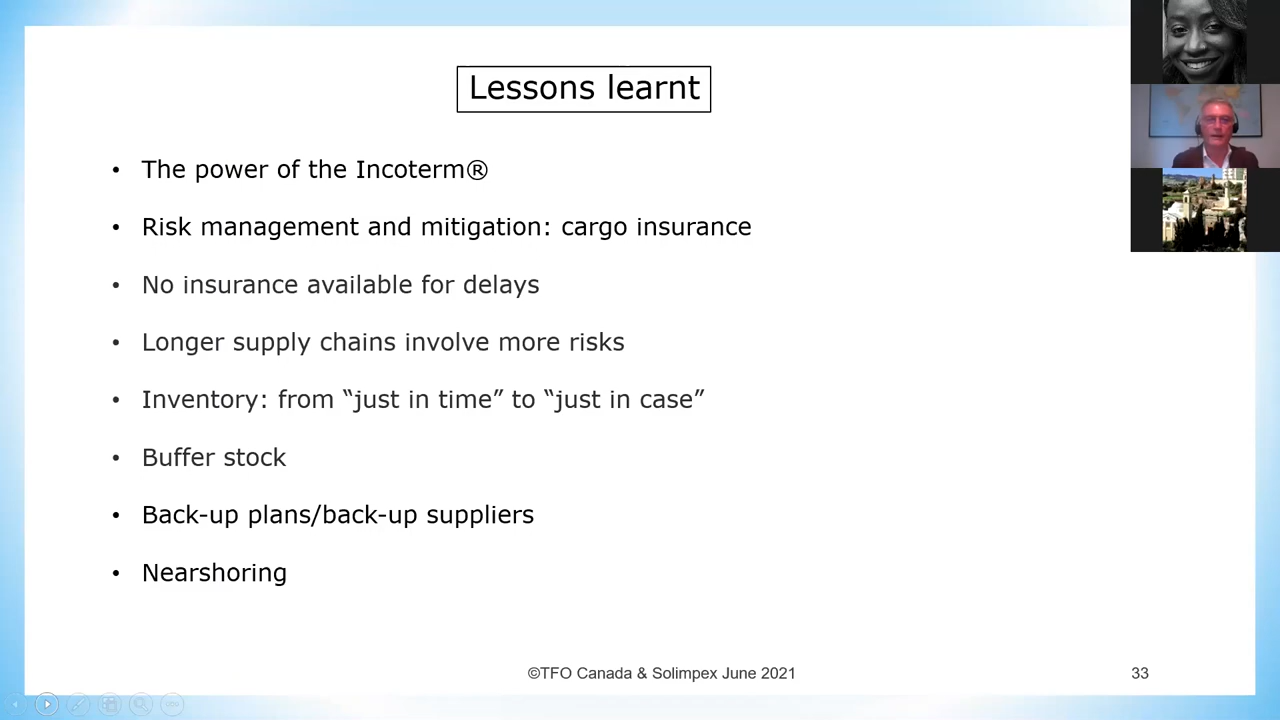 Lessons learnt
• The power of the Incoterm®
• Risk management and mitigation: cargo insurance
• No insurance available for delays
• Longer supply chains involve more risks
• Inventory: from “just in time” to “just in case”
• Buffer stock
• Back-up plans/back-up suppliers
• Nearshoring
©TFO Canada & Solimpex June 2021
33